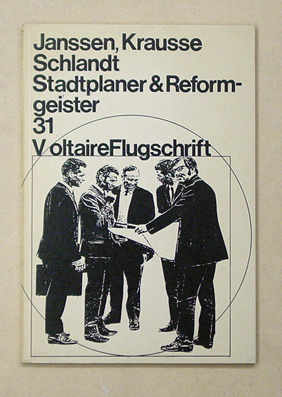 Janssen, Krausse
Schlandt
Stadtplaner & Reform-
geister
31
VoltaireFlugschrift